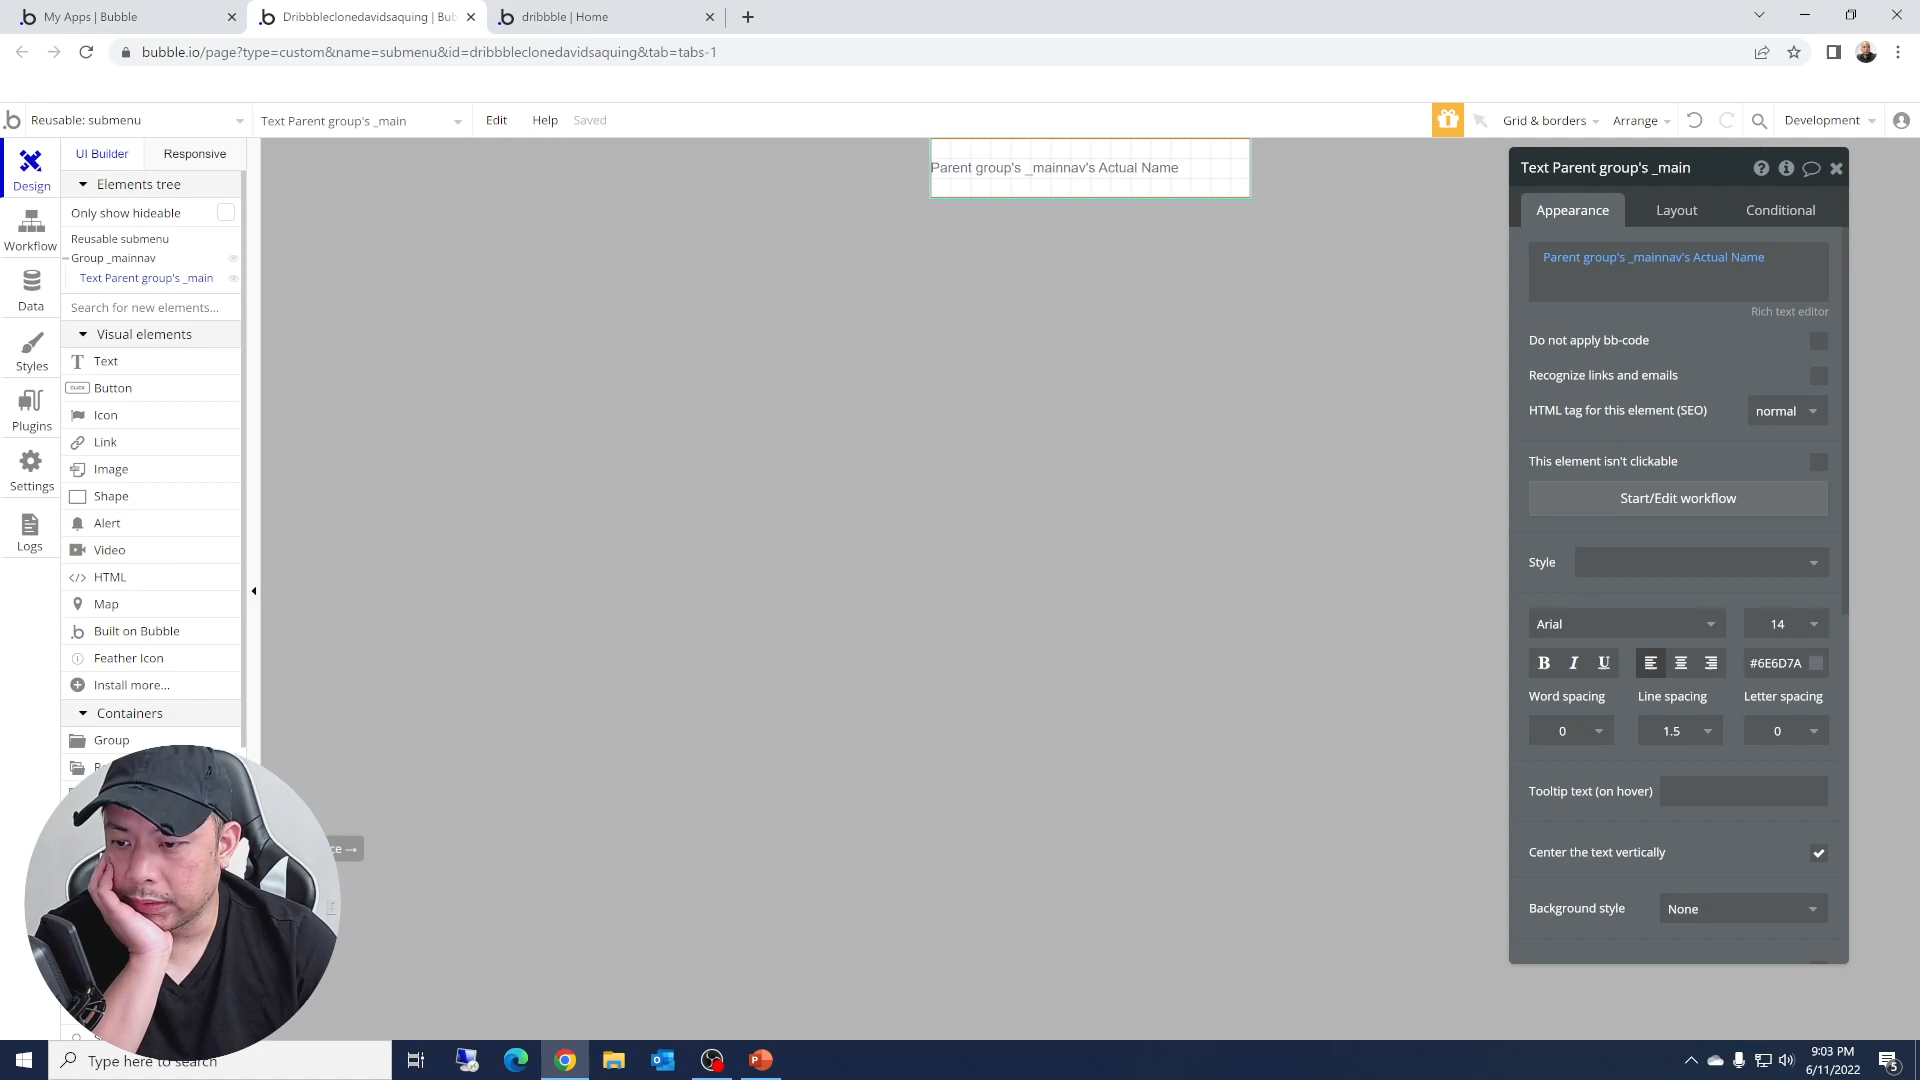 My Apps | Bubble
Dribbbleclonedavidsaquing | Bub
dribbble | Home
bubble.io/page?type=custom&name=submenu&id=dribbbleclonedavidsaquing&tab=tabs-1
Reusable: submenu
Text Parent group's _main
Edit
Help
Saved
Grid & borders
Arrange
Development
Design
Workflow
Data
Styles
Plugins
Settings
Logs
UI Builder
Responsive
Elements tree
Only show hideable
Reusable submenu
Group _mainnav
Text Parent group's _main
Search for new elements...
Visual elements
Text
CLICK
Button
Icon
Link
Image
Shape
Alert
Video
HTML
Map
Built on Bubble
Feather Icon
Install more...
Containers
Group
Parent group's _mainnav's Actual Name
Text Parent group's _main
Appearance
Layout
Conditional
Parent group's _mainnav's Actual Name
Rich text editor
Do not apply bb-code
Recognize links and emails
HTML tag for this element (SEO)
normal
This element isn't clickable
Start/Edit workflow
Style
Arial
14
B I U
#6E6D7A
Word spacing
Line spacing
Letter spacing
0
1.5
0
Tooltip text (on hover)
Center the text vertically
Background style
None
Type here to search
9:03 PM
6/11/2022
5